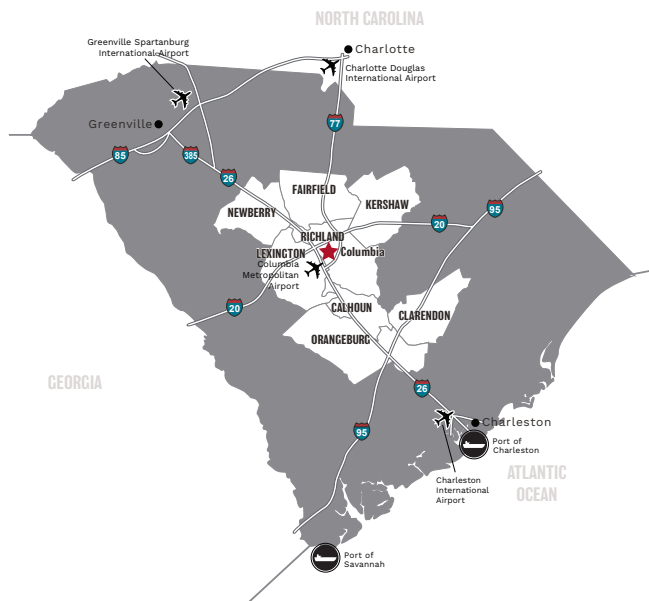 NORTH CAROLINA
Greenville Spartanburg
International Airport
Charlotte
Charlotte Douglas
International Airport
Greenville
77
85
385
26
FAIRFIELD
KERSHAW
NEWBERRY
95
20
RICHLAND
LEXINGTON
Columbia
Columbia
Metropolitan
Airport
20
CALHOUN
CLARENDON
ORANGEBURG
GEORGIA
26
95
Charleston
Port of
Charleston
ATLANTIC
OCEAN
Charleston
International
Airport
Port of
Savannah